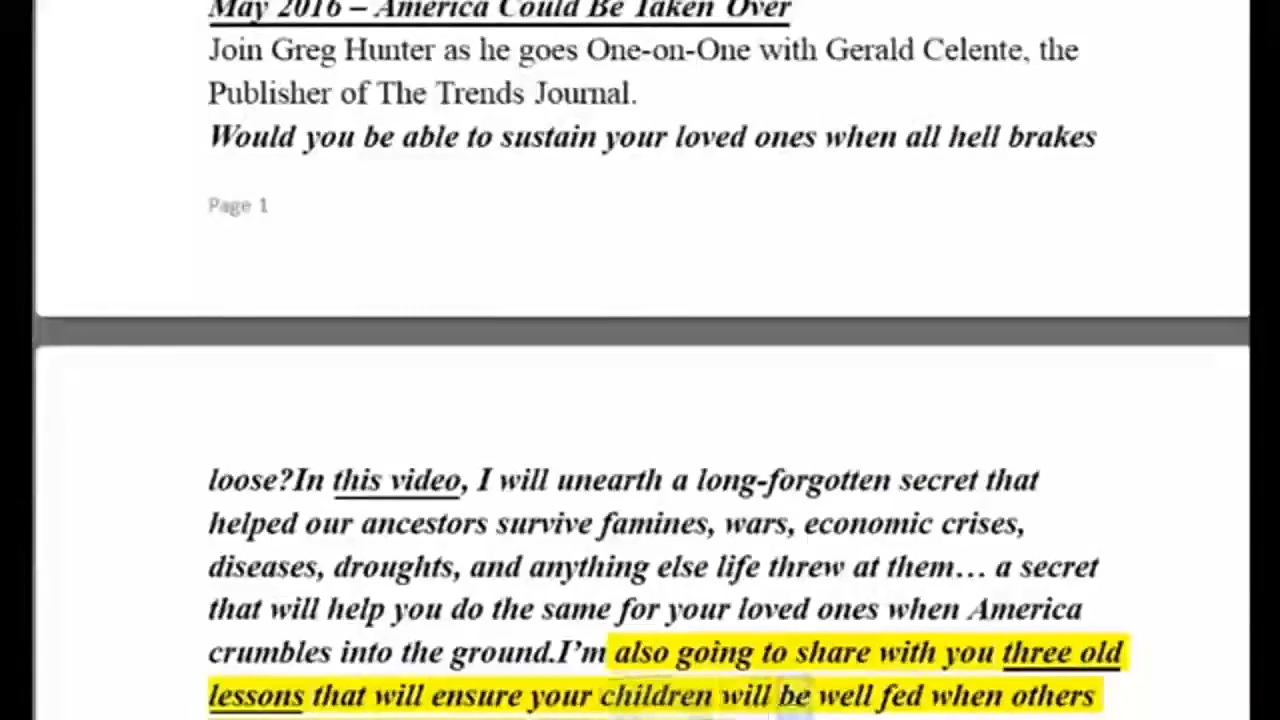 May 2016 – America Could Be Taken Over
Join Greg Hunter as he goes One-on-One with Gerald Celente, the
Publisher of The Trends Journal.
Would you be able to sustain your loved ones when all hell brakes
Page 1
loose?In this video, I will unearth a long-forgotten secret that
helped our ancestors survive famines, wars, economic crises,
diseases, droughts, and anything else life threw at them… a secret
that will help you do the same for your loved ones when America
crumbles into the ground.I’m also going to share with you three old
lessons that will ensure your children will be well fed when others